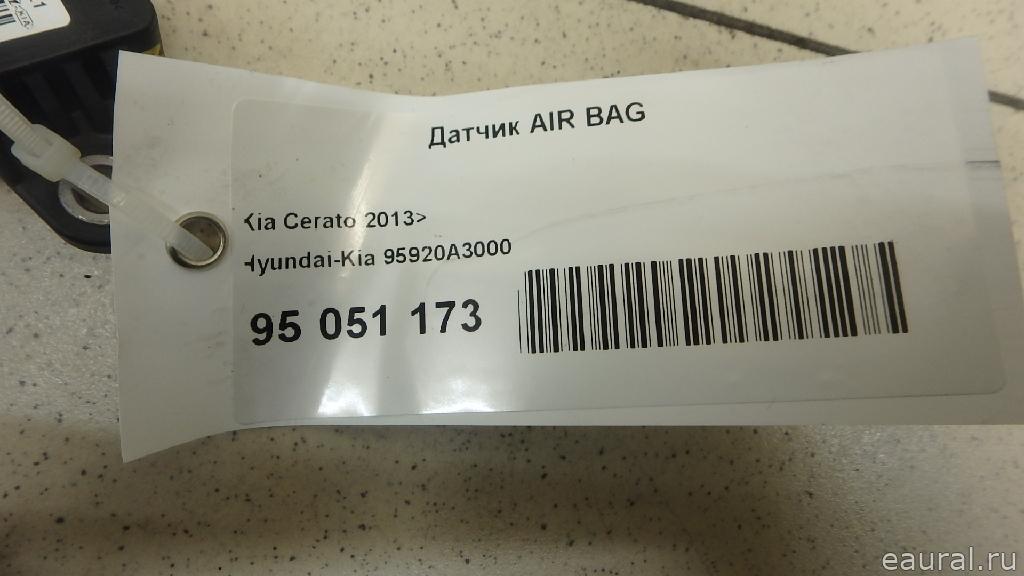 Датчик AIR BAG
Kia Cerato 2013>
Hyundai-Kia 95920A3000
95 051 173
eaural.ru